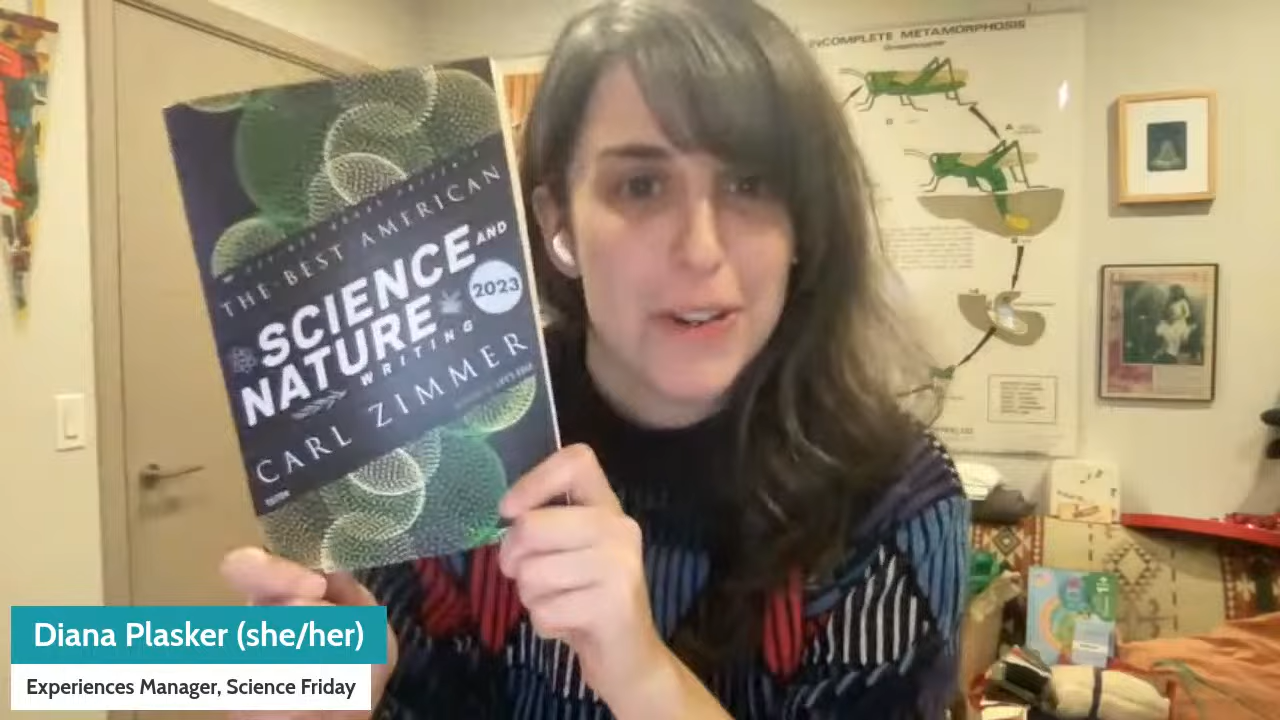 THE BEST AMERICAN
SCIENCE AND
NATURE 2023
WRITING
CARL ZIMMER
INCOMPLETE METAMORPHOSIS
Grasshopper
Diana Plasker (she/her)
Experiences Manager, Science Friday